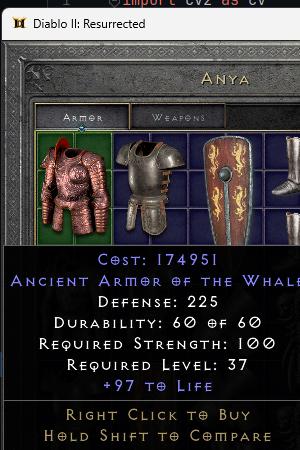 import cv2 as cv
Diablo II: Resurrected
Anya
Armor
Weapons
Cost: 174951
Ancient Armor of the Whale
Defense: 225
Durability: 60 of 60
Required Strength: 100
Required Level: 37
+97 to Life
Right Click to Buy
Hold Shift to Compare